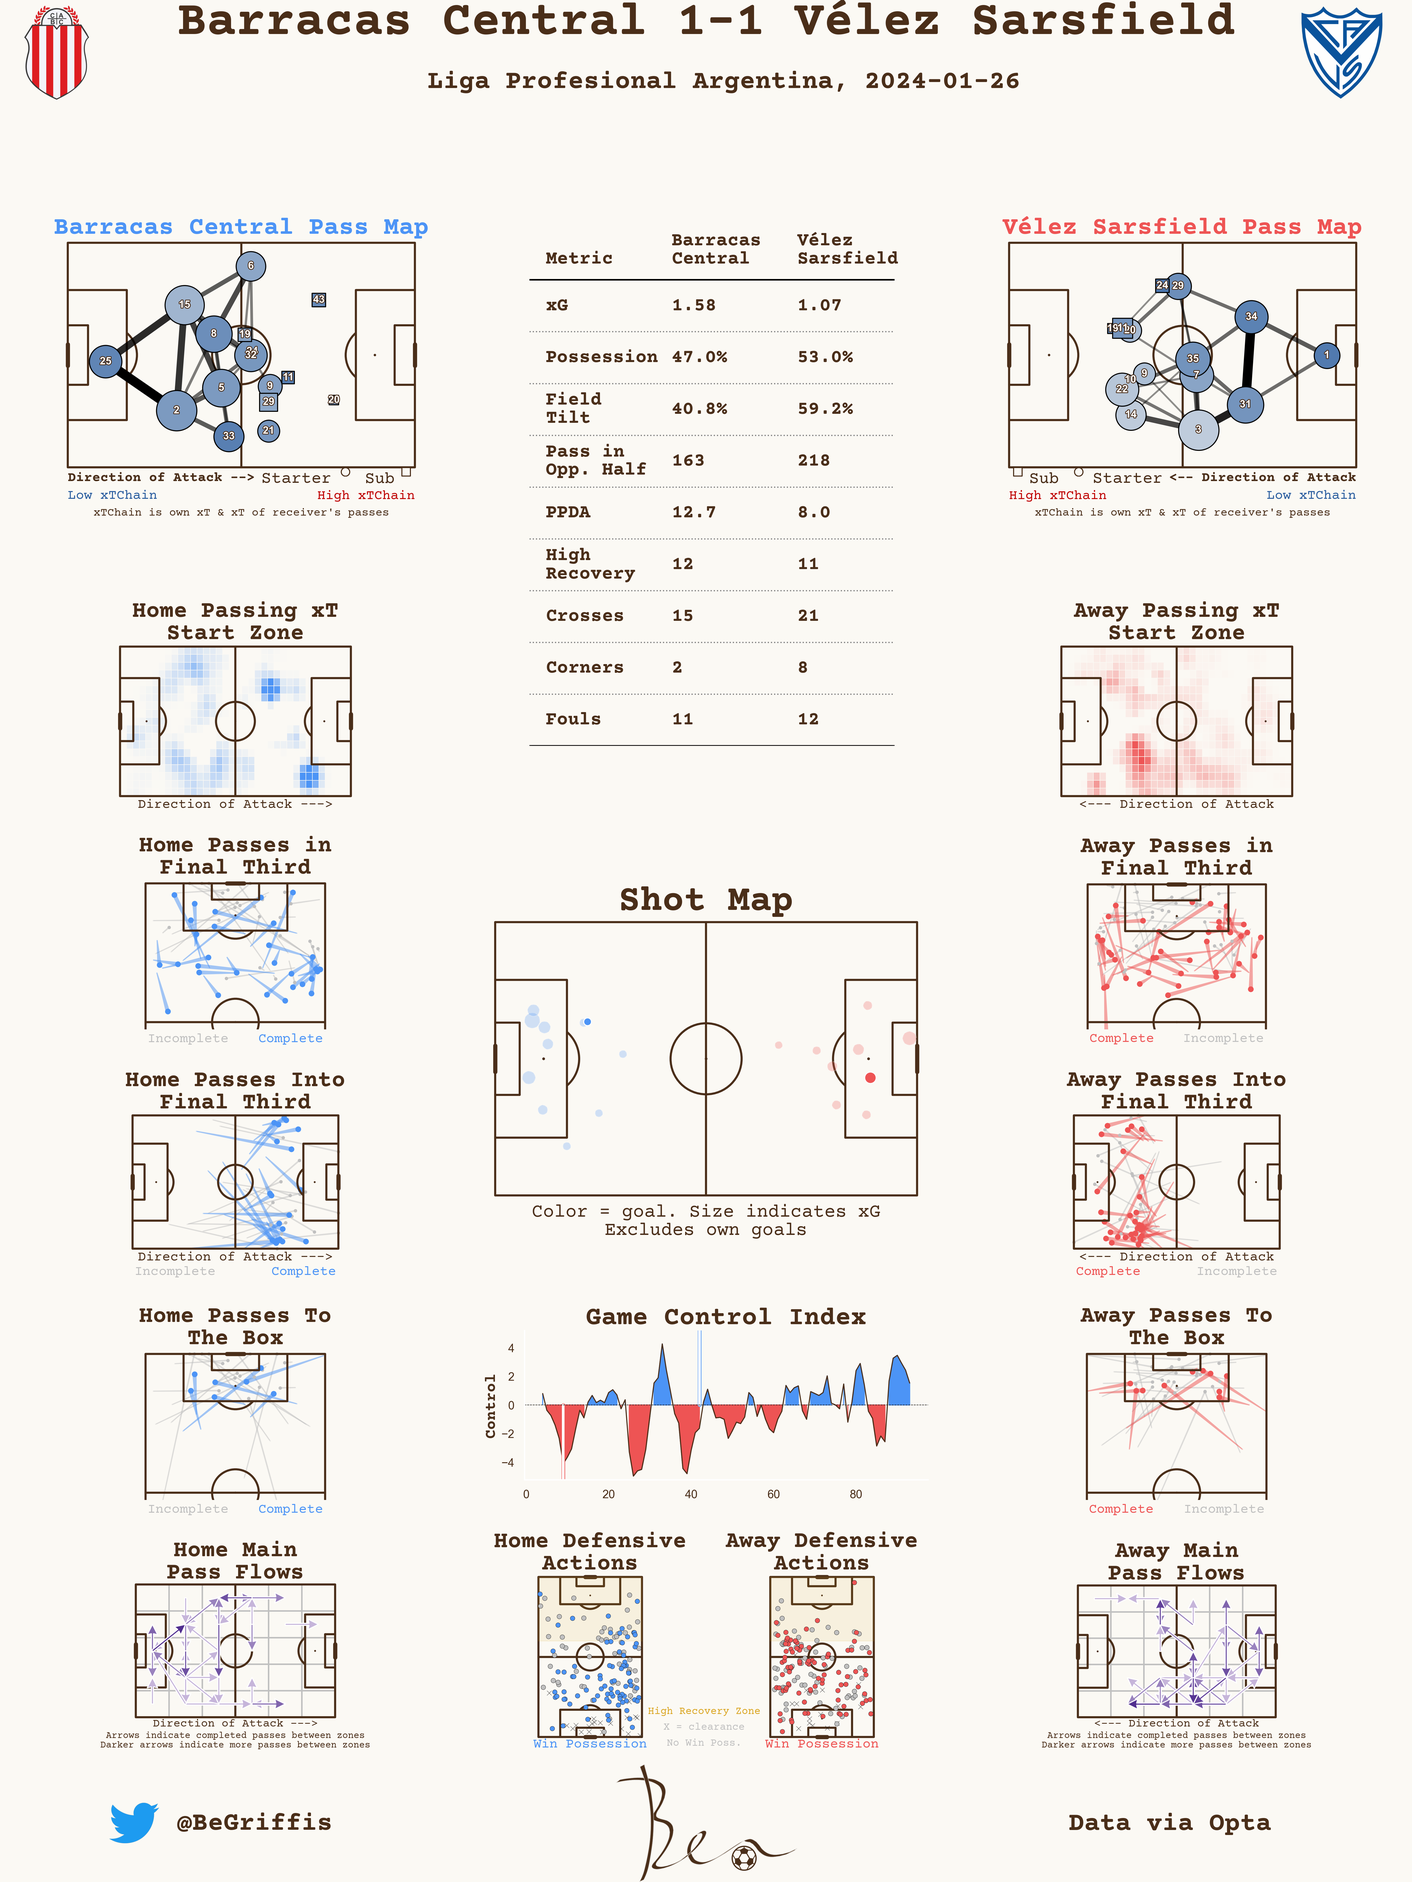 Barracas Central 1-1 Vélez Sarsfield
Liga Profesional Argentina, 2024-01-26
CA
BC
Barracas Central Pass Map
6
15
43
8
19
32
25
11
5
9
29
20
2
33
21
Direction of Attack --> Starter Sub
Low xTChain High xTChain
xTChain is own xT & xT of receiver's passes
Metric Barracas Central Vélez Sarsfield
xG 1.58 1.07
Possession 47.0% 53.0%
Field Tilt 40.8% 59.2%
Pass in Opp. Half 163 218
PPDA 12.7 8.0
High Recovery 12 11
Crosses 15 21
Corners 2 8
Fouls 11 12
Vélez Sarsfield Pass Map
24 29
34
19 11
35
1
9
7
10
22
31
14
3
Sub Starter <-- Direction of Attack
High xTChain Low xTChain
xTChain is own xT & xT of receiver's passes
Home Passing xT
Start Zone
Direction of Attack --->
Away Passing xT
Start Zone
<--- Direction of Attack
Home Passes in
Final Third
Incomplete Complete
Away Passes in
Final Third
Complete Incomplete
Shot Map
Color = goal. Size indicates xG
Excludes own goals
Home Passes Into
Final Third
Direction of Attack --->
Incomplete Complete
Away Passes Into
Final Third
<--- Direction of Attack
Complete Incomplete
Home Passes To
The Box
Incomplete Complete
Game Control Index
Control
4
2
0
−2
−4
0 20 40 60 80
Away Passes To
The Box
Complete Incomplete
Home Main
Pass Flows
Direction of Attack --->
Arrows indicate completed passes between zones
Darker arrows indicate more passes between zones
Home Defensive
Actions
Win Possession
Away Defensive
Actions
Win Possession
High Recovery Zone
X = clearance
No Win Poss.
Away Main
Pass Flows
<--- Direction of Attack
Arrows indicate completed passes between zones
Darker arrows indicate more passes between zones
@BeGriffis
Ben
Data via Opta